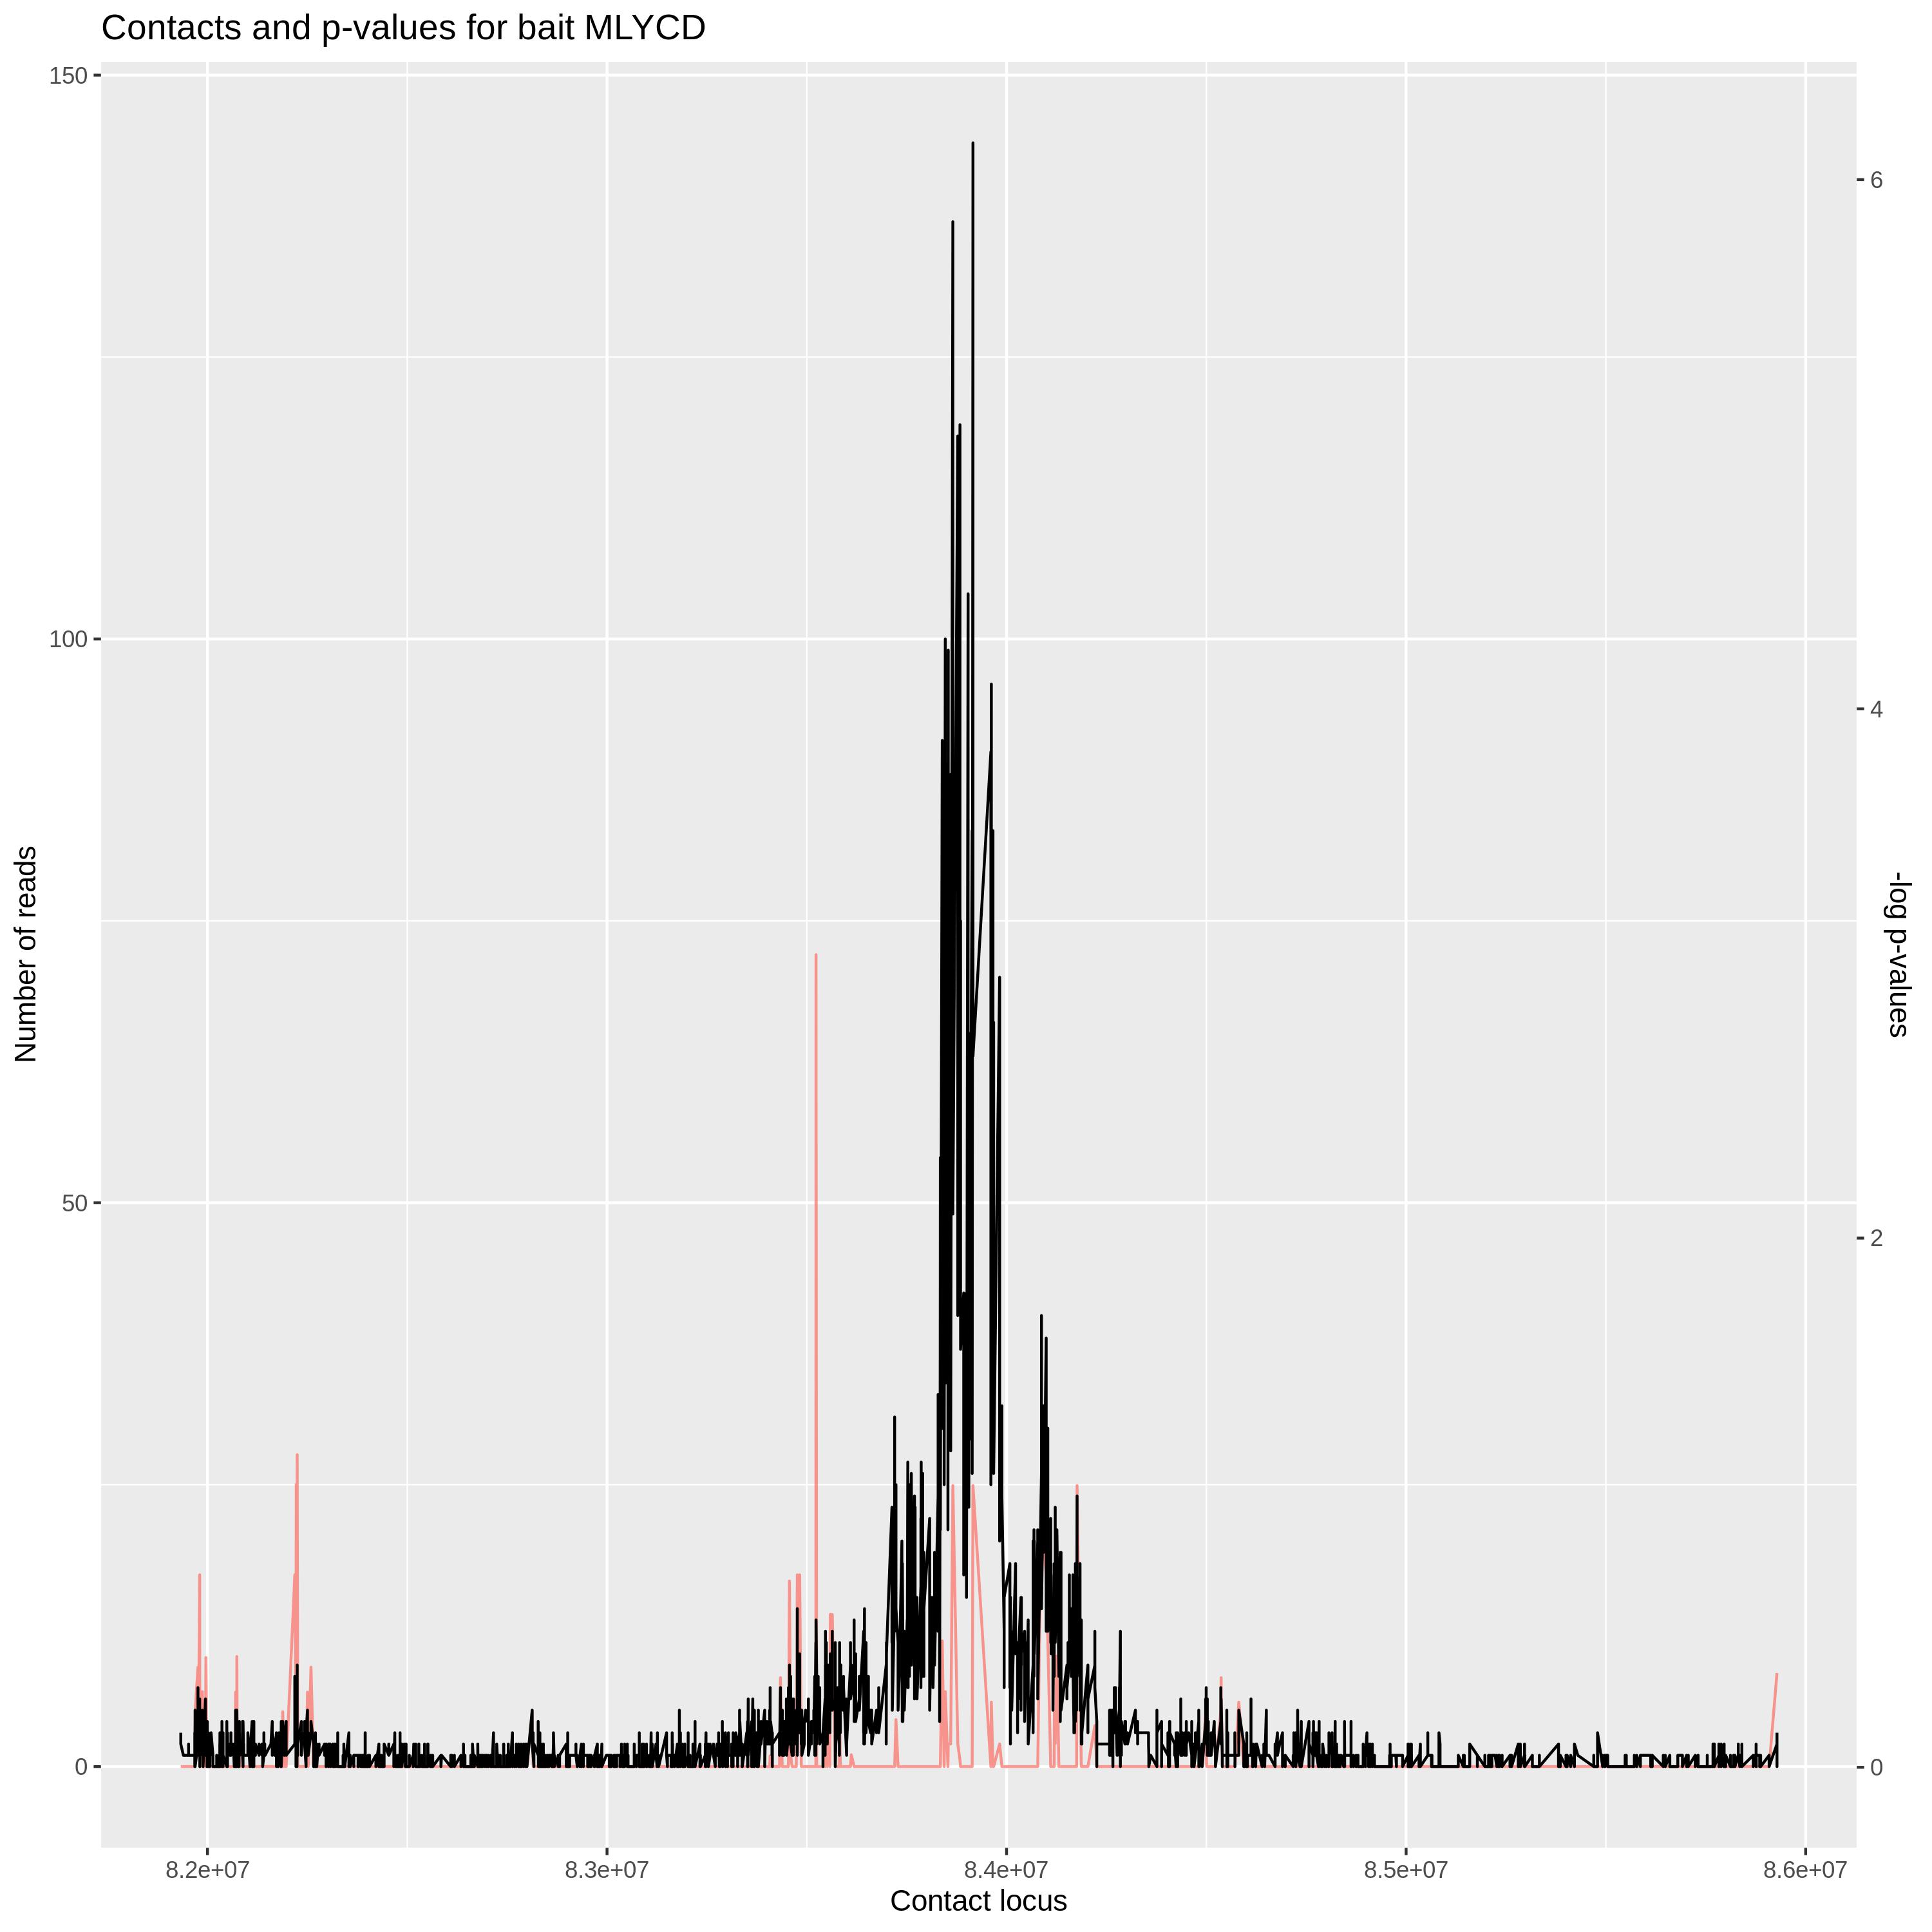 Contacts and p-values for bait MLYCD
150
100
50
0
Number of reads
6
4
2
0
-log p-values
8.2e+07 8.3e+07 8.4e+07 8.5e+07 8.6e+07
Contact locus